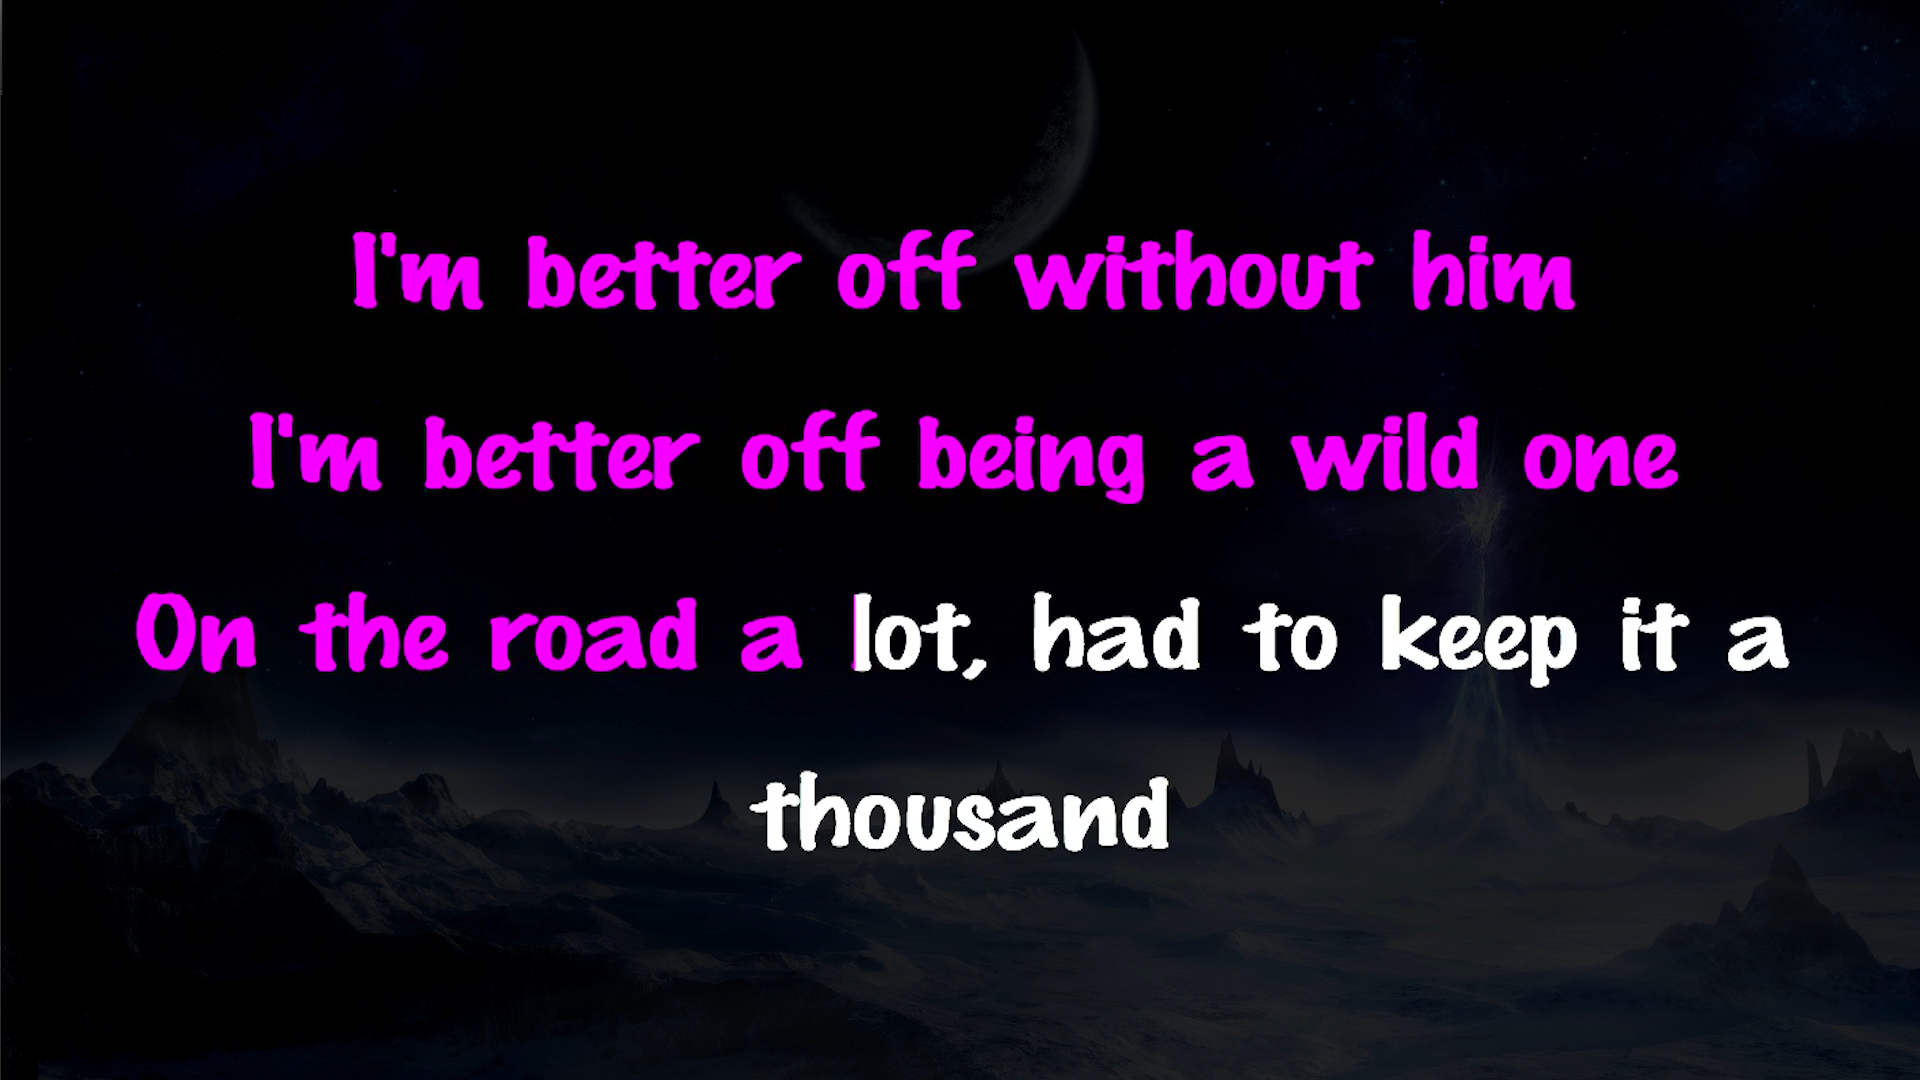 I'm better off without him
I'm better off being a wild one
On the road a lot, had to keep it a
thousand